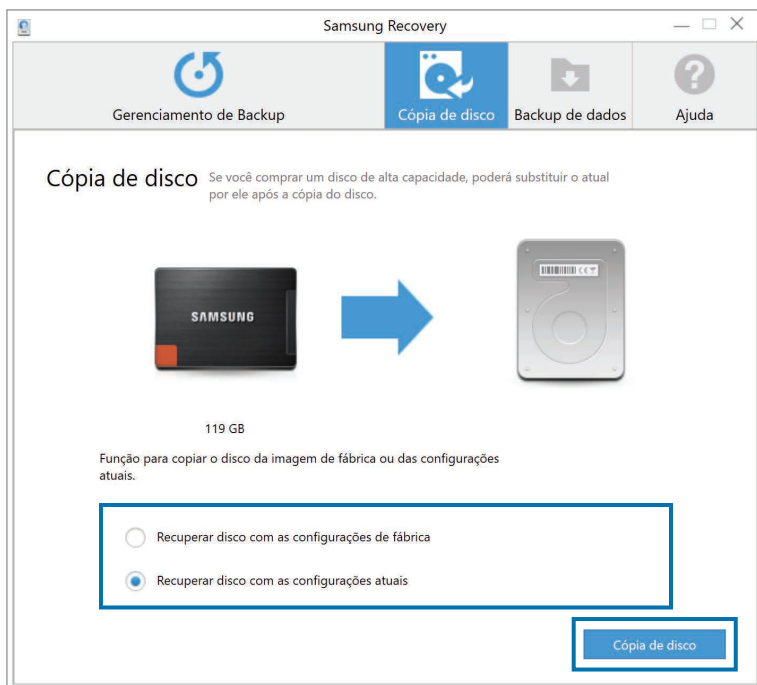 Samsung Recovery
Gerenciamento de Backup
Cópia de disco
Backup de dados
Ajuda
Cópia de disco
Se você comprar um disco de alta capacidade, poderá substituir o atual
por ele após a cópia do disco.
SAMSUNG
119 GB
Função para copiar o disco da imagem de fábrica ou das configurações
atuais.
Recuperar disco com as configurações de fábrica
Recuperar disco com as configurações atuais
Cópia de disco